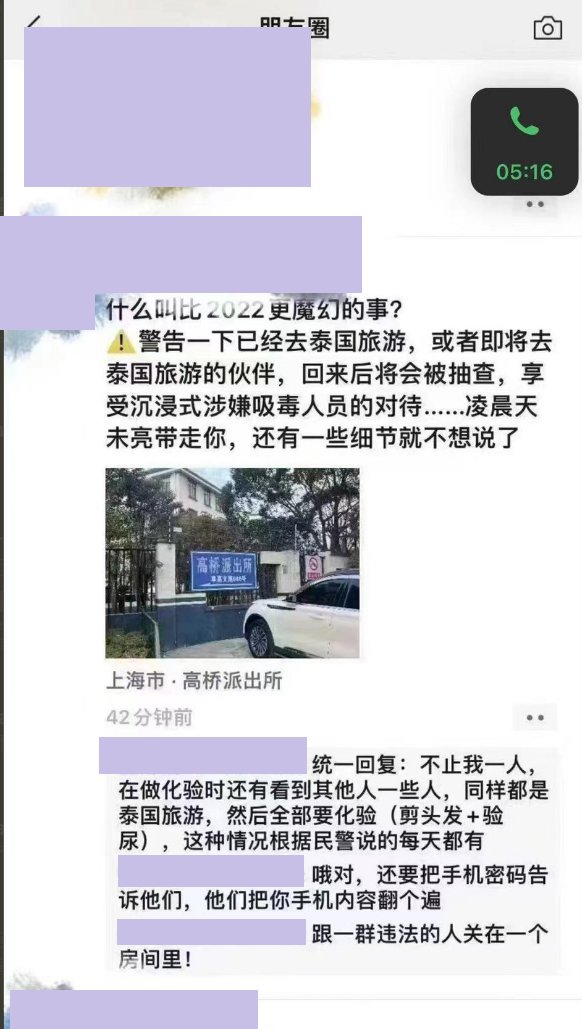 朋友圈
05:16
什么叫比2022更魔幻的事?
⚠️警告一下已经去泰国旅游，或者即将去
泰国旅游的伙伴，回来后将会被抽查，享
受沉浸式涉嫌吸毒人员的对待……凌晨天
未亮带走你，还有一些细节就不想说了
高桥派出所
上海市 · 高桥派出所
42分钟前
统一回复：不止我一人，
在做化验时还有看到其他人一些人，同样都是
泰国旅游，然后全部要化验（剪头发+验
尿），这种情况根据民警说的每天都有
哦对，还要把手机密码告
诉他们，他们把你手机内容翻个遍
跟一群违法的人关在一个
房间里！